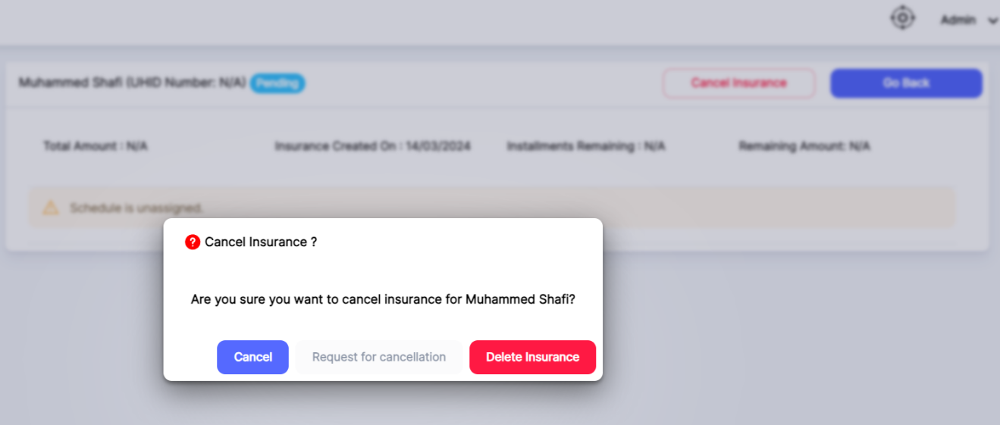 Admin
Muhammed Shafi (UHID Number: N/A) Pending Cancel Insurance Go Back
Total Amount : N/A Insurance Created On : 14/03/2024 Installments Remaining : N/A Remaining Amount: N/A
Schedule is unassigned.
Cancel Insurance ?
Are you sure you want to cancel insurance for Muhammed Shafi?
Cancel Request for cancellation Delete Insurance